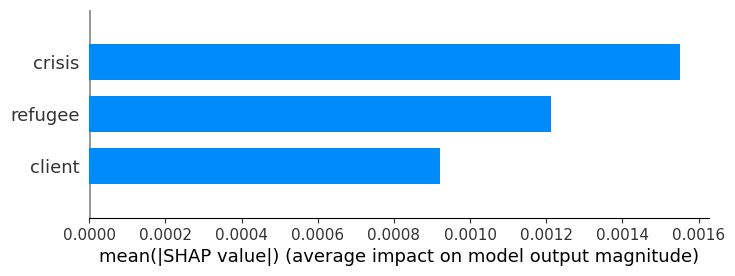 crisis
refugee
client
0.0000 0.0002 0.0004 0.0006 0.0008 0.0010 0.0012 0.0014 0.0016
mean(|SHAP value|) (average impact on model output magnitude)